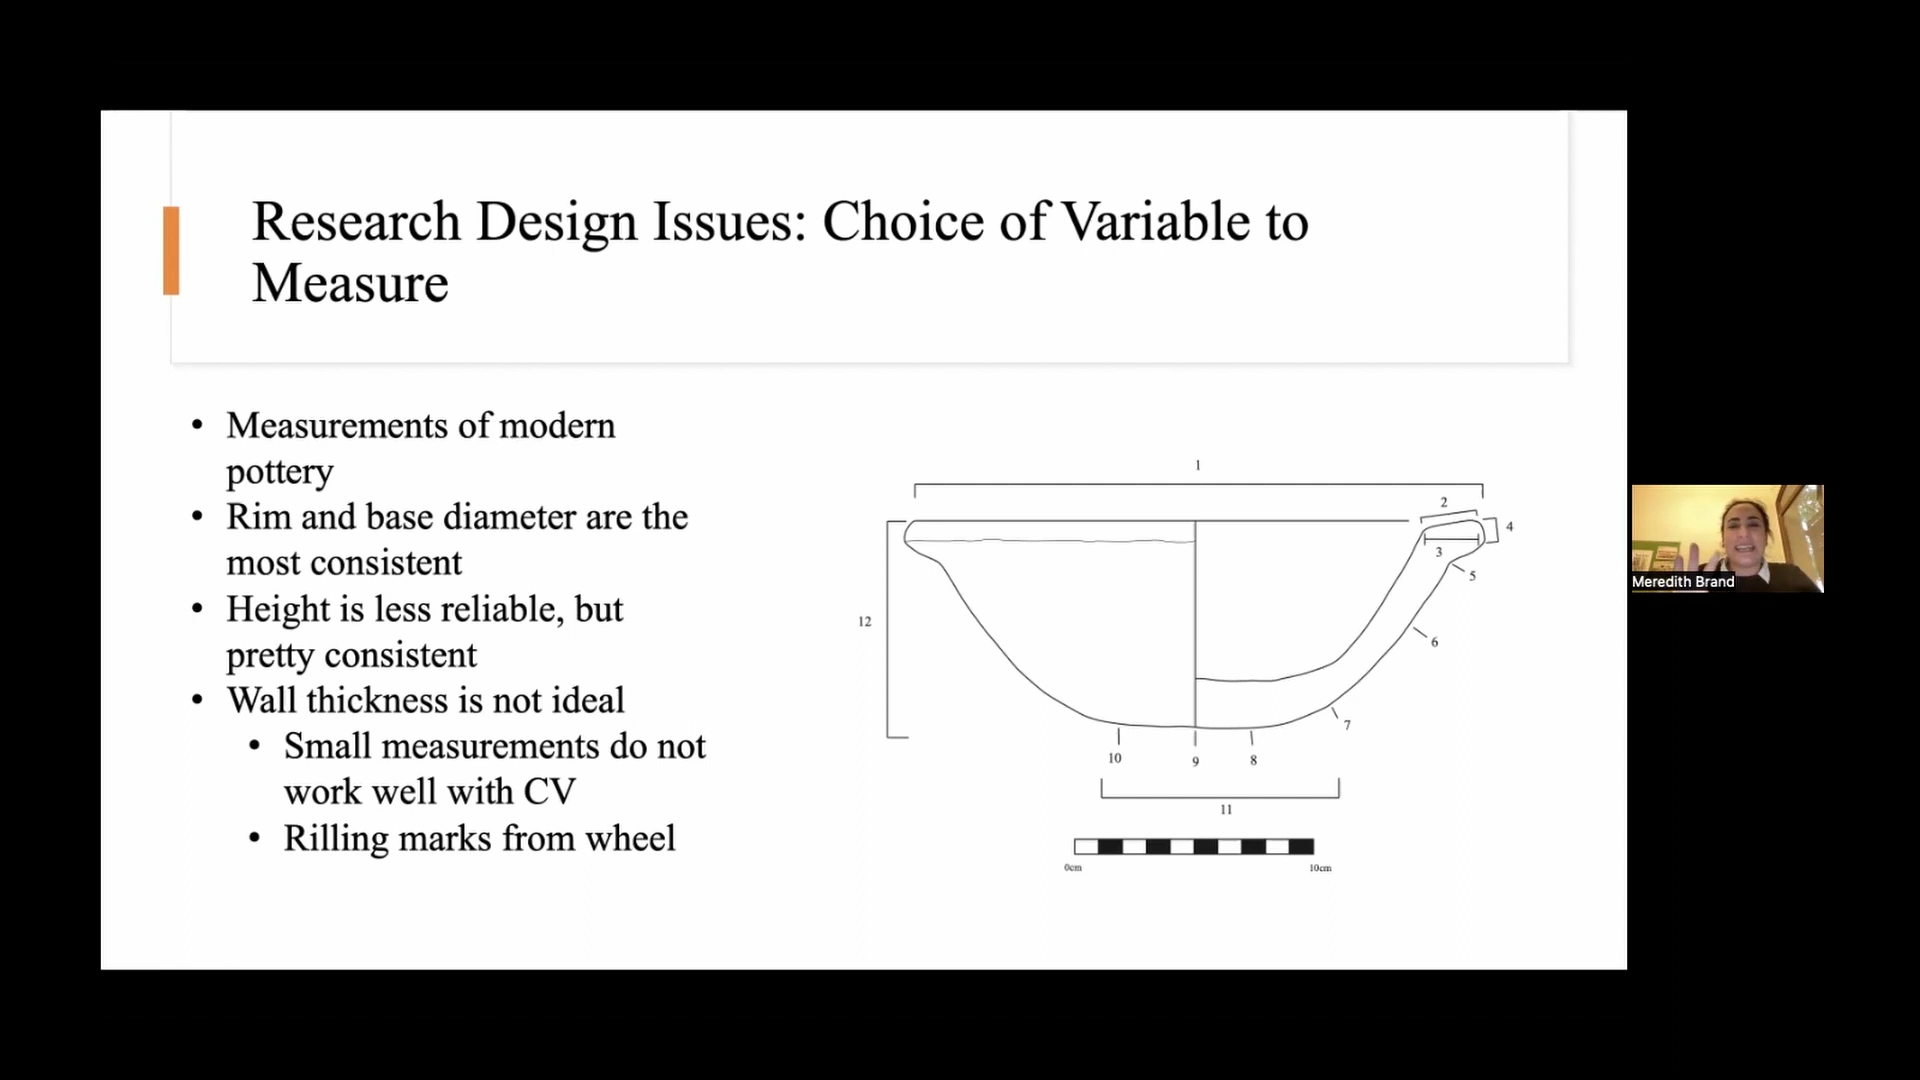 Research Design Issues: Choice of Variable to
Measure
• Measurements of modern
pottery
• Rim and base diameter are the
most consistent
• Height is less reliable, but
pretty consistent
• Wall thickness is not ideal
• Small measurements do not
work well with CV
• Rilling marks from wheel
1
2
4
3
5
12
6
7
10
9
8
11
0cm
10cm
Meredith Brand